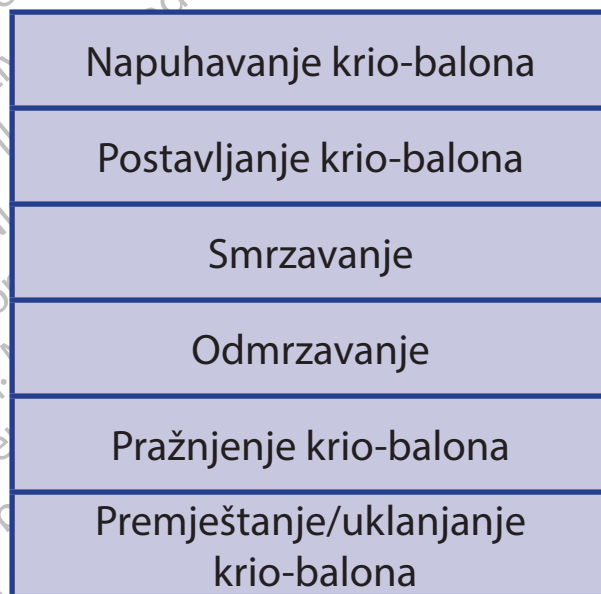 Napuhavanje krio-balona
Postavljanje krio-balona
Smrzavanje
Odmrzavanje
Pražnjenje krio-balona
Premještanje/uklanjanje
krio-balona